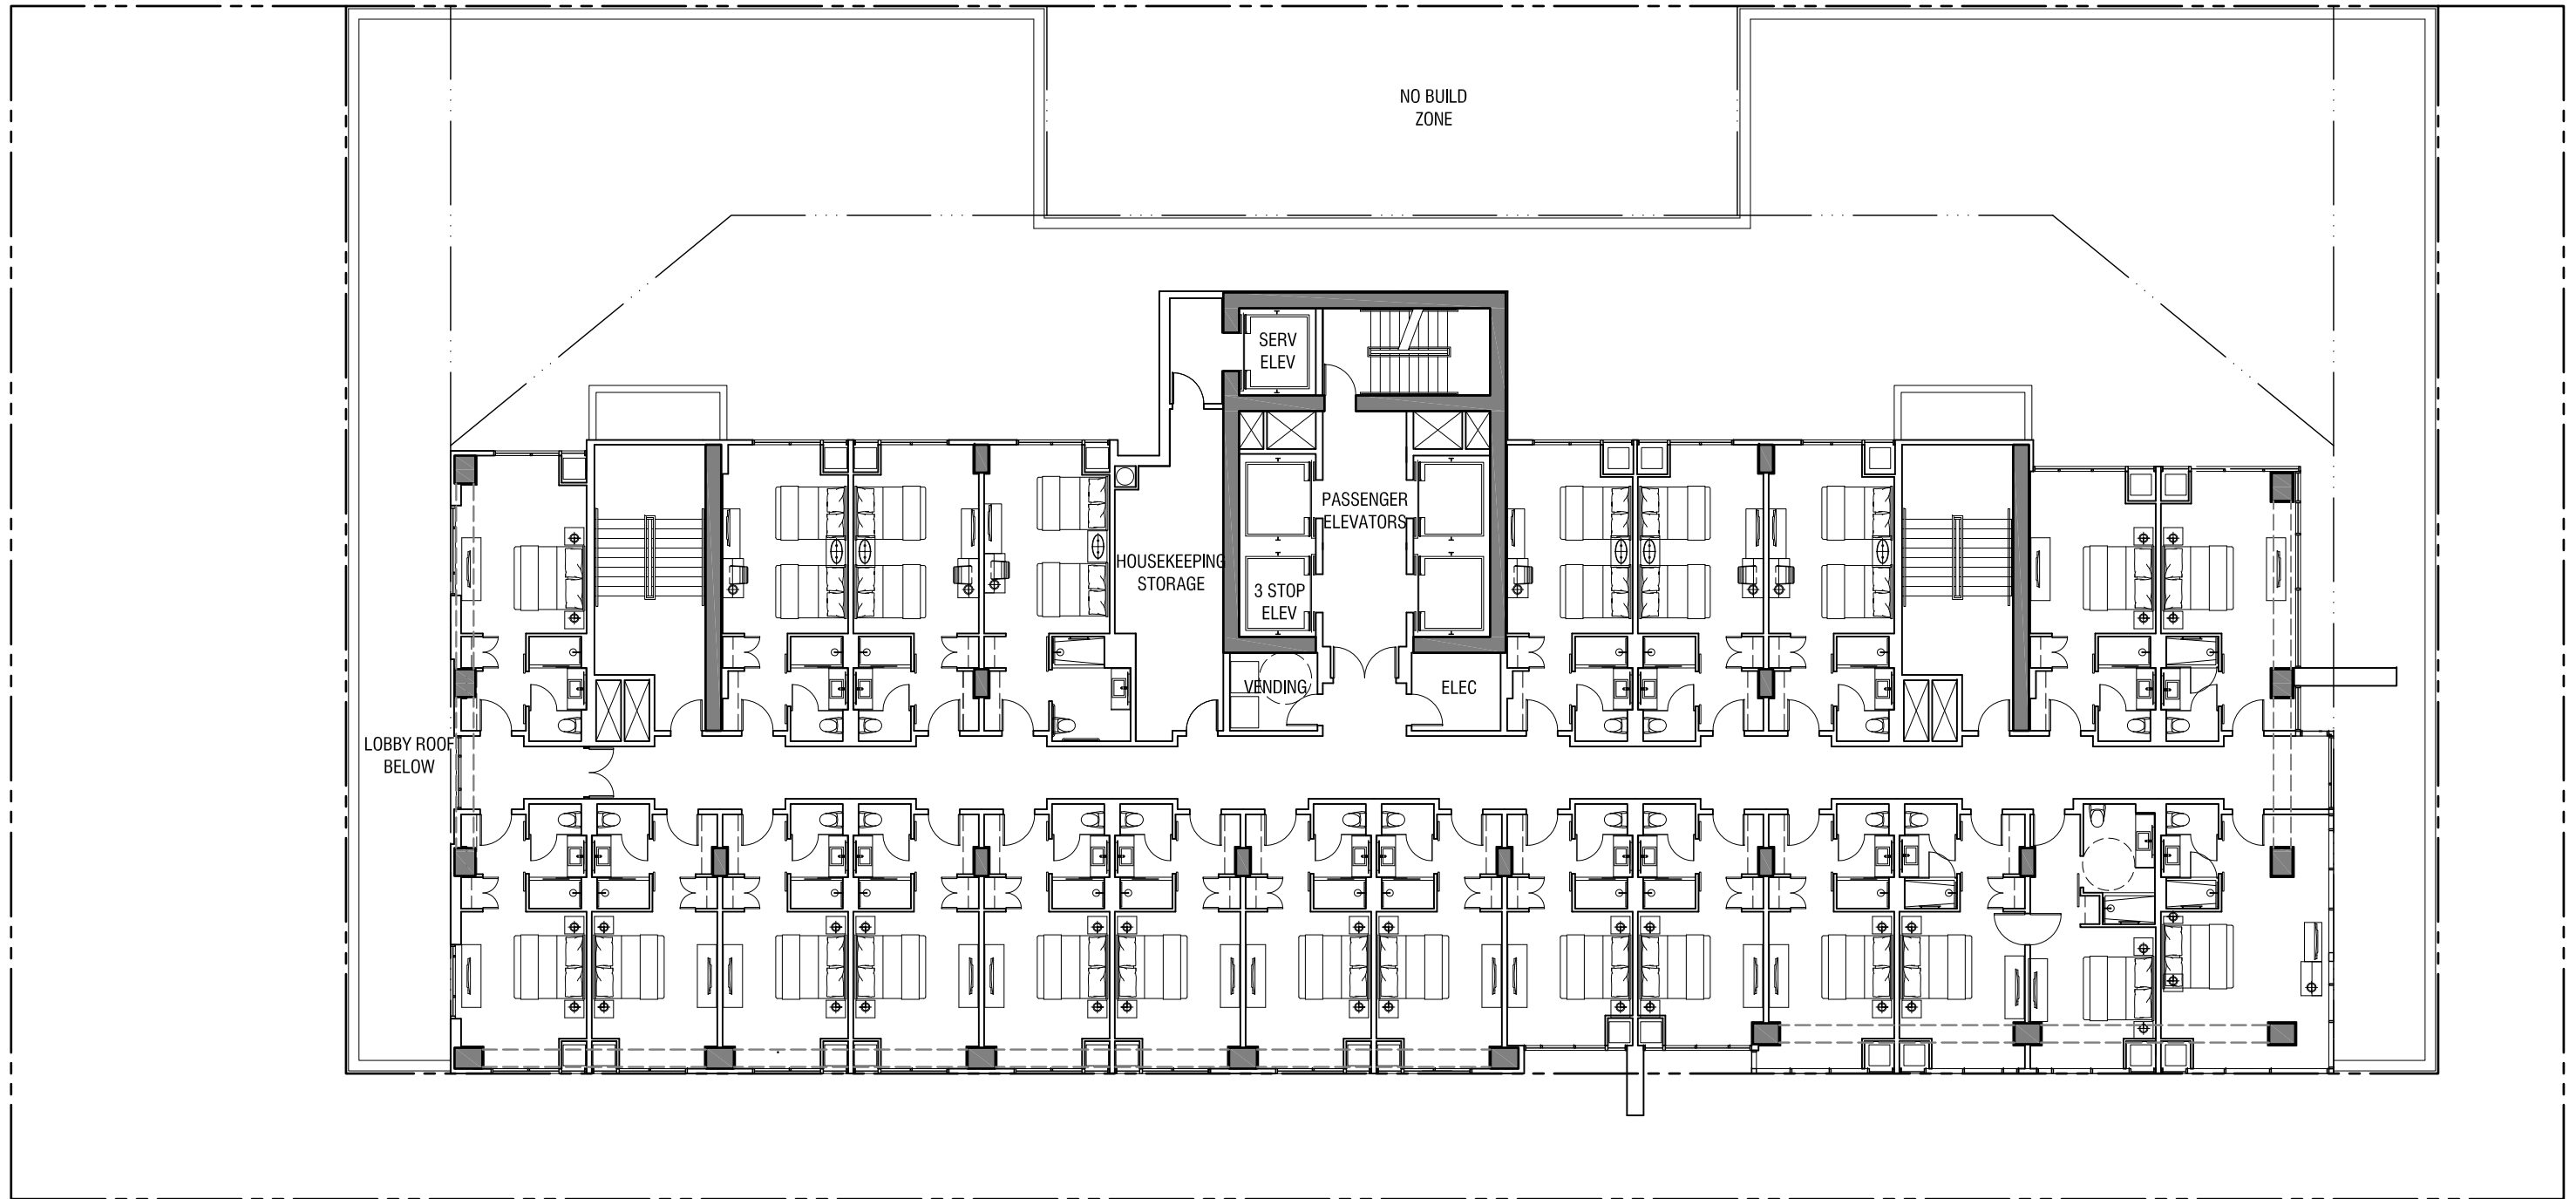 NO BUILD
ZONE
SERV
ELEV
PASSENGER
ELEVATORS
HOUSEKEEPING
STORAGE
3 STOP
ELEV
VENDING
ELEC
LOBBY ROOF
BELOW